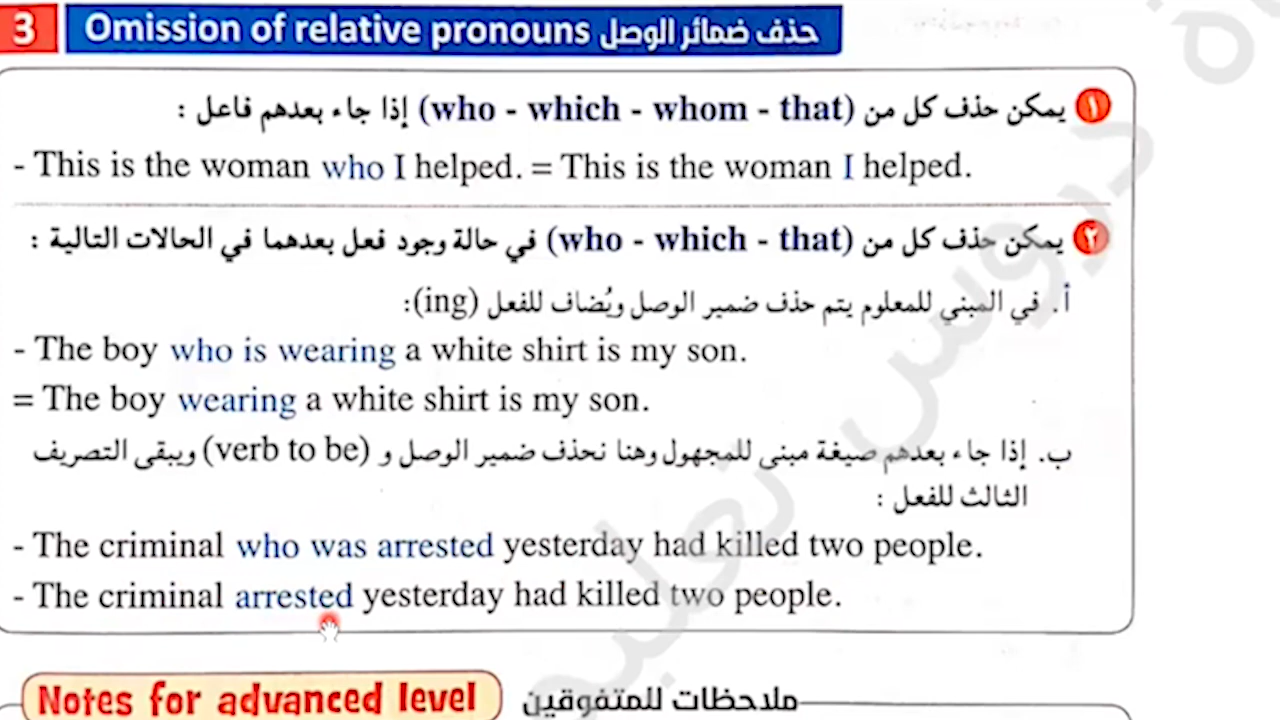 3 Omission of relative pronouns حذف ضمائر الوصل
١ يمكن حذف كل من (who - which - whom - that) إذا جاء بعدهم فاعل :
- This is the woman who I helped. = This is the woman I helped.
٢ يمكن حذف كل من (who - which - that) في حالة وجود فعل بعدهما في الحالات التالية :
أ. في المبني للمعلوم يتم حذف ضمير الوصل ويُضاف للفعل (ing):
- The boy who is wearing a white shirt is my son.
= The boy wearing a white shirt is my son.
ب. إذا جاء بعدهم صيغة مبنى للمجهول وهنا نحذف ضمير الوصل و (verb to be) ويبقى التصريف
الثالث للفعل :
- The criminal who was arrested yesterday had killed two people.
- The criminal arrested yesterday had killed two people.
Notes for advanced level ملاحظات للمتفوقين